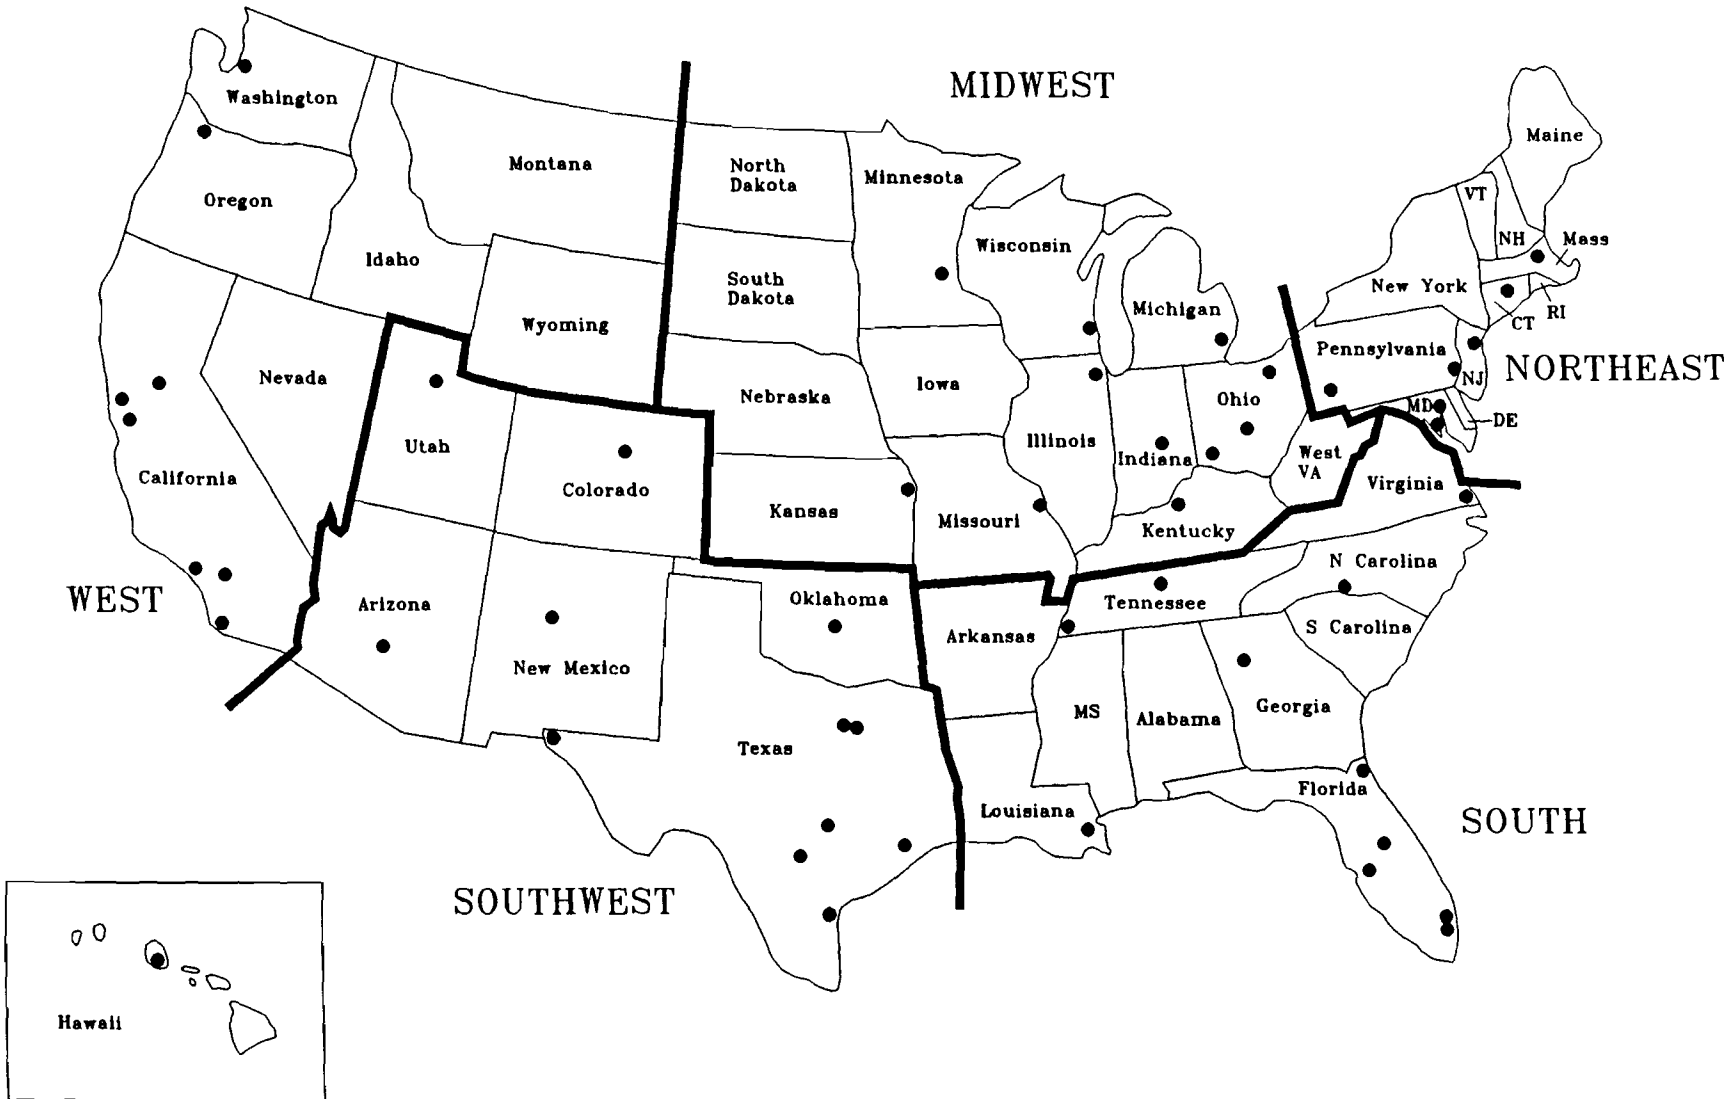 MIDWEST
Washington
Maine
Montana
North
Dakota
Minnesota
VT
Oregon
NH
Mass
Wisconsin
Idaho
South
Dakota
New York
Michigan
RI
CT
Wyoming
Pennsylvania
NORTHEAST
Nevada
NJ
Iowa
Nebraska
Ohio
MD
DE
Utah
Illinois
Indiana
West
VA
California
Colorado
Virginia
Kansas
Missouri
Kentucky
N Carolina
WEST
Arizona
Oklahoma
Tennessee
S Carolina
Arkansas
New Mexico
MS
Alabama
Georgia
Texas
Florida
Louisiana
SOUTH
SOUTHWEST
Hawaii